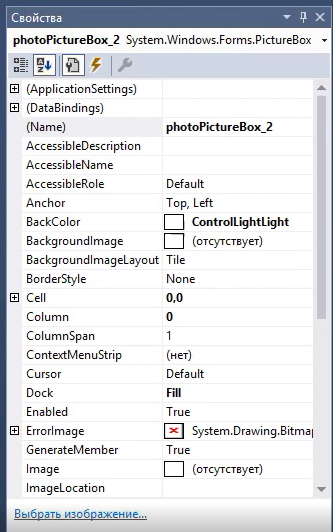 Свойства
photoPictureBox_2 System.Windows.Forms.PictureBox
(ApplicationSettings)
(DataBindings)
(Name) photoPictureBox_2
AccessibleDescription
AccessibleName
AccessibleRole Default
Anchor Top, Left
BackColor ControlLightLight
BackgroundImage (отсутствует)
BackgroundImageLayout Tile
BorderStyle None
Cell 0,0
Column 0
ColumnSpan 1
ContextMenuStrip (нет)
Cursor Default
Dock Fill
Enabled True
ErrorImage System.Drawing.Bitmap
GenerateMember True
Image (отсутствует)
ImageLocation
Выбрать изображение...